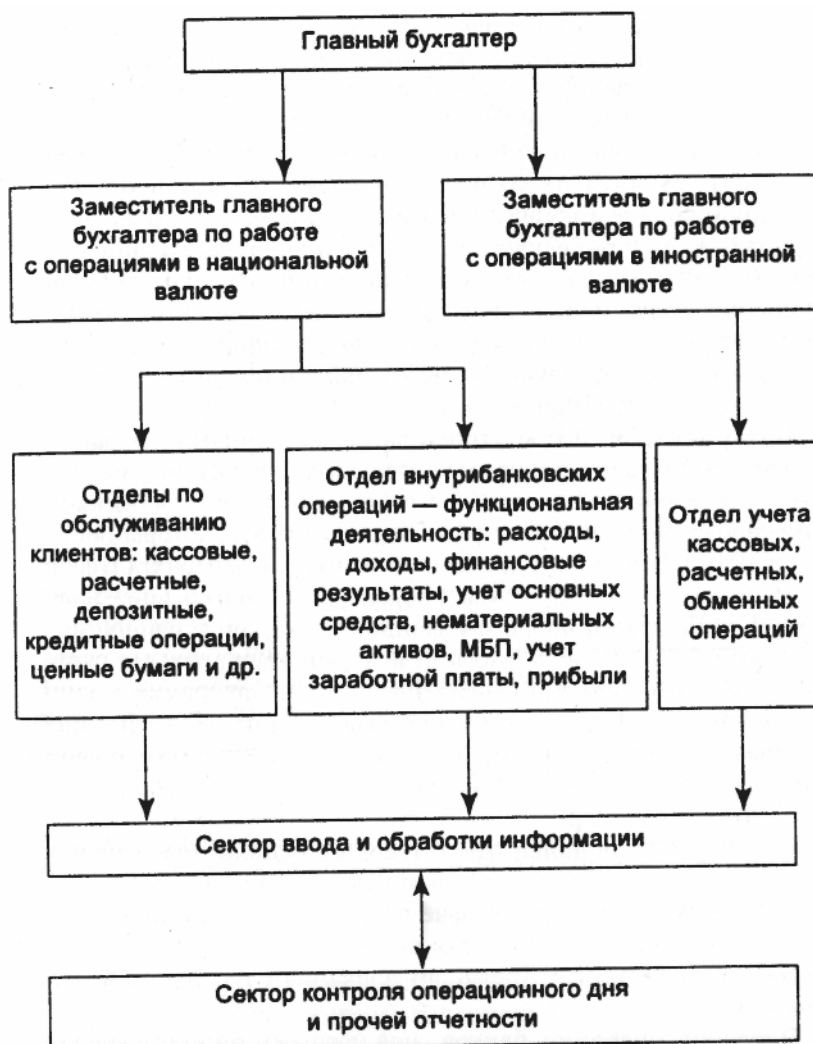 Главный бухгалтер
Заместитель главного
бухгалтера по работе
с операциями в национальной
валюте
Заместитель главного
бухгалтера по работе
с операциями в иностранной
валюте
Отделы по
обслуживанию
клиентов: кассовые,
расчетные,
депозитные,
кредитные операции,
ценные бумаги и др.
Отдел внутрибанковских
операций — функциональная
деятельность: расходы,
доходы, финансовые
результаты, учет основных
средств, нематериальных
активов, МБП, учет
заработной платы, прибыли
Отдел учета
кассовых,
расчетных,
обменных
операций
Сектор ввода и обработки информации
Сектор контроля операционного дня
и прочей отчетности